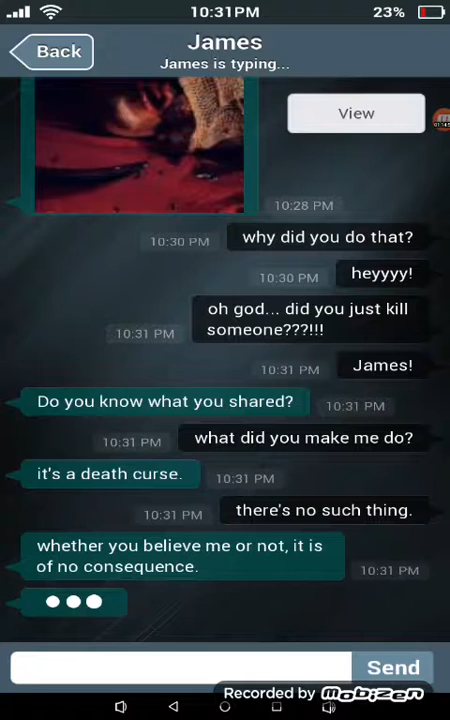 10:31PM
23%
Back
James
James is typing...
View
10:28 PM
why did you do that?
10:30 PM
heyyyy!
10:30 PM
oh god... did you just kill
someone???!!!
10:31 PM
James!
10:31 PM
Do you know what you shared?
10:31 PM
what did you make me do?
10:31 PM
it's a death curse.
10:31 PM
there's no such thing.
10:31 PM
whether you believe me or not, it is
of no consequence.
10:31 PM
Send
Recorded by Mobizen